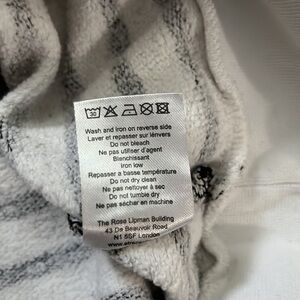 30
Wash and Iron on reverse side
Laver et repasser sur l'envers
Do not bleach
Ne pas utiliser d'agent
Blenchissant
Iron low
Repasser a basse température
Do not dry clean
Ne pas nettoyer à sec
Do not tumble dry
Ne pas sécher en machine
The Rose Lipman Building
43 De Beauvoir Road
N1 5SF London